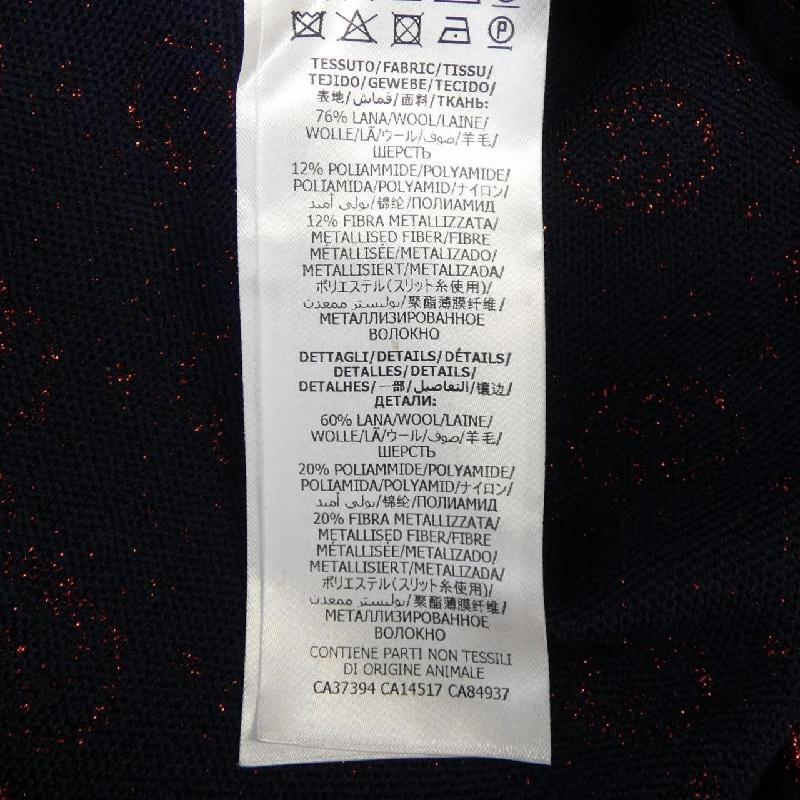 TESSUTO/FABRIC/TISSU/
TEJIDO/GEWEBE/TECIDO/
表地/قماش/面料/ТКАНЬ:
76% LANA/WOOL/LAINE/
WOLLE/LÃ/ウール/صوف/羊毛/
ШЕРСТЬ
12% POLIAMMIDE/POLYAMIDE/
POLIAMIDA/POLYAMID/ナイロン/
بولي أميد/锦纶/ПОЛИАМИД
12% FIBRA METALLIZZATA/
METALLISED FIBER/FIBRE
MÉTALLISÉE/METALIZADO/
METALLISIERT/METALIZADA/
ポリエステル(スリット糸使用)/
بوليستر ممعدن/聚酯薄膜纤维/
МЕТАЛЛИЗИРОВАННОЕ
ВОЛОКНО
DETTAGLI/DETAILS/DÉTAILS/
DETALLES/DETAILS/
DETALHES/一部/التفاصيل/镶边/
ДЕТАЛИ:
60% LANA/WOOL/LAINE/
WOLLE/LÃ/ウール/صوف/羊毛/
ШЕРСТЬ
20% POLIAMMIDE/POLYAMIDE/
POLIAMIDA/POLYAMID/ナイロン/
بولي أميد/锦纶/ПОЛИАМИД
20% FIBRA METALLIZZATA/
METALLISED FIBER/FIBRE
MÉTALLISÉE/METALIZADO/
METALLISIERT/METALIZADA/
ポリエステル(スリット糸使用)/
بوليستر ممعدن/聚酯薄膜纤维/
МЕТАЛЛИЗИРОВАННОЕ
ВОЛОКНО
CONTIENE PARTI NON TESSILI
DI ORIGINE ANIMALE
CA37394 CA14517 CA84937